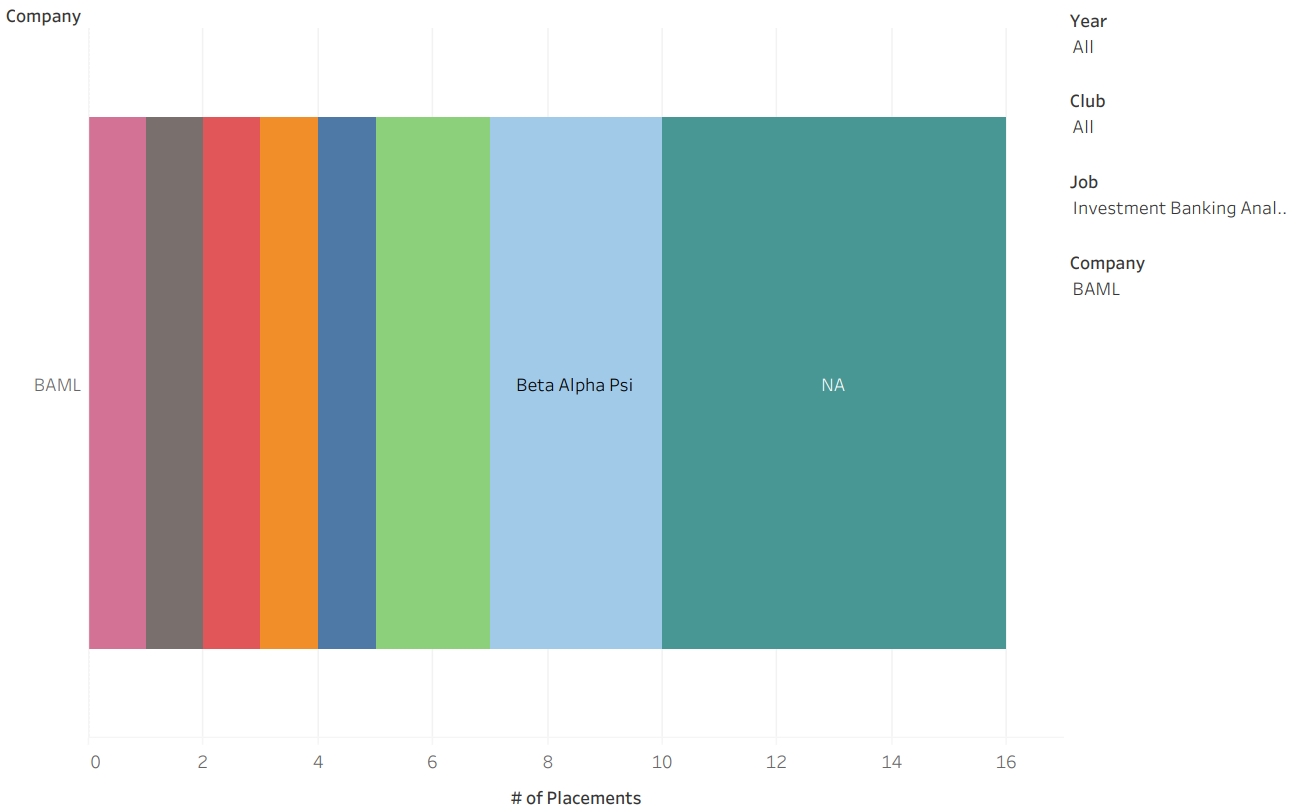 Company
Year
All
Club
All
Job
Investment Banking Anal..
Company
BAML
BAML
Beta Alpha Psi
NA
0 2 4 6 8 10 12 14 16
# of Placements